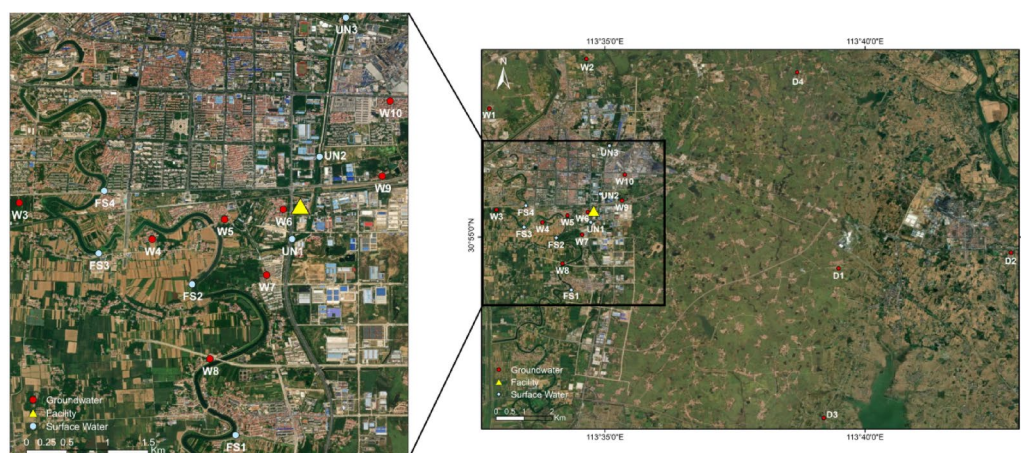 UN3
W10
UN2
W9
FS4
W3
W6
W5
W4
UN1
FS3
W7
FS2
W8
FS1
Groundwater
Facility
Surface Water
0 0.25 0.5 1 1.5
Km
113°35'0"E 113°40'0"E
N
W2
D4
W1
UN3
W10
UN2
W9
FS4
W3
W6
W5
W4
UN1
FS3
W7
FS2
W8
D2
D1
FS1
30°55'0"N
Groundwater
Facility
Surface Water
0 0.5 1 2
Km
D3
113°35'0"E 113°40'0"E